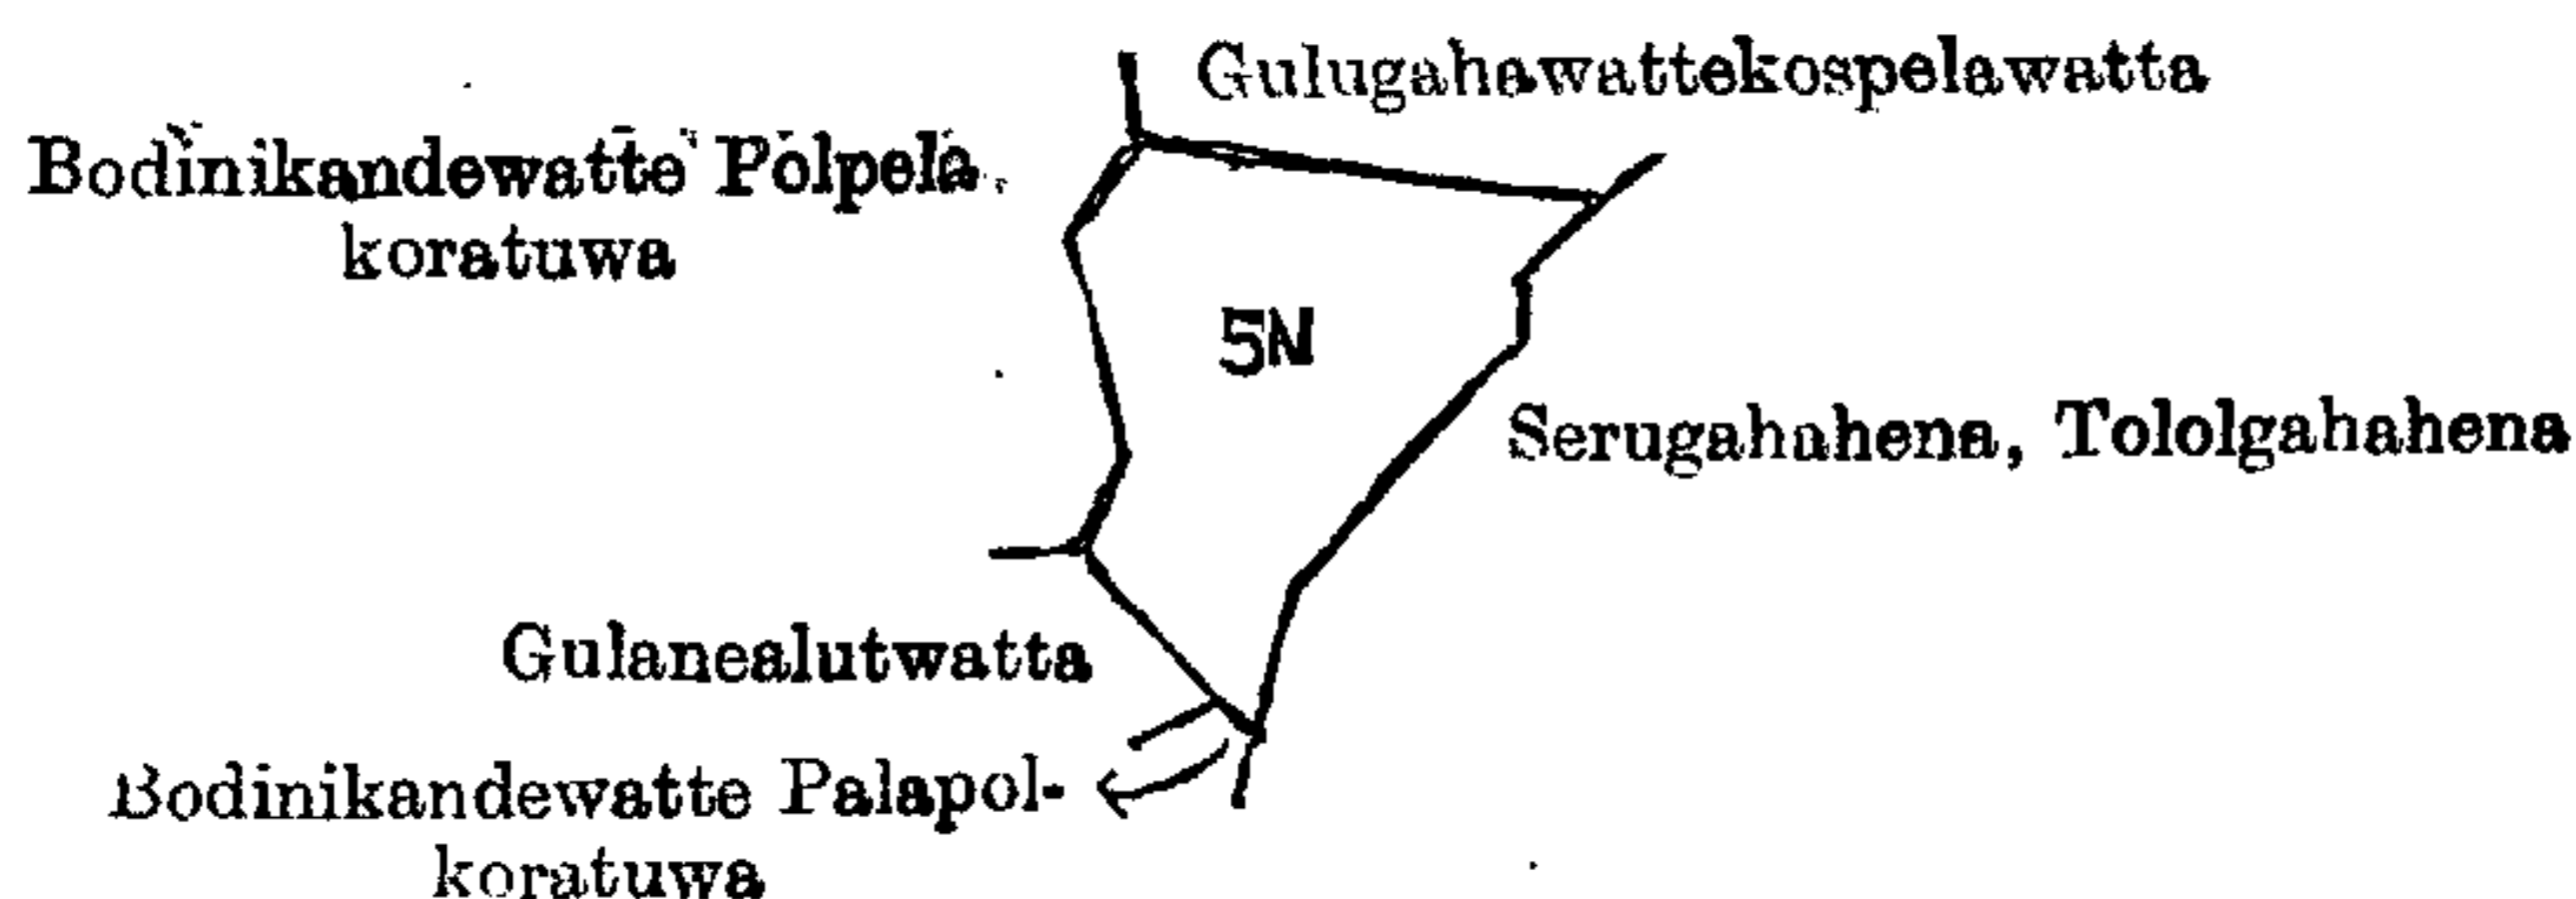 Gulugahawattekospelawatta
Bodinikandewatte Polpela
koratuwa
5N
Serugahahena, Tololgahahena
Gulanealutwatta
Bodinikandewatte Palapol-
koratuwa